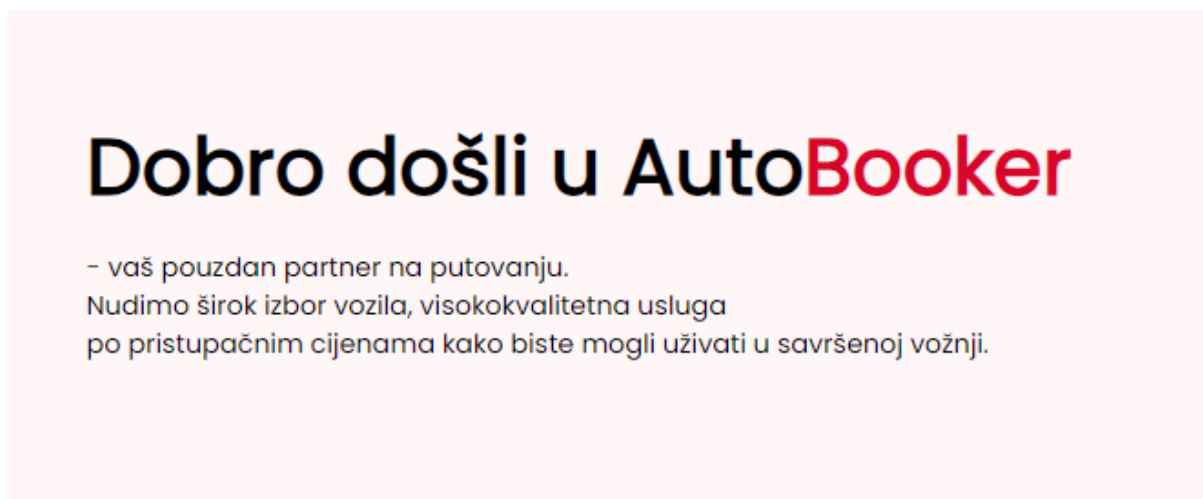 Dobro došli u AutoBooker
- vaš pouzdan partner na putovanju.
Nudimo širok izbor vozila, visokokvalitetna usluga
po pristupačnim cijenama kako biste mogli uživati u savršenoj vožnji.